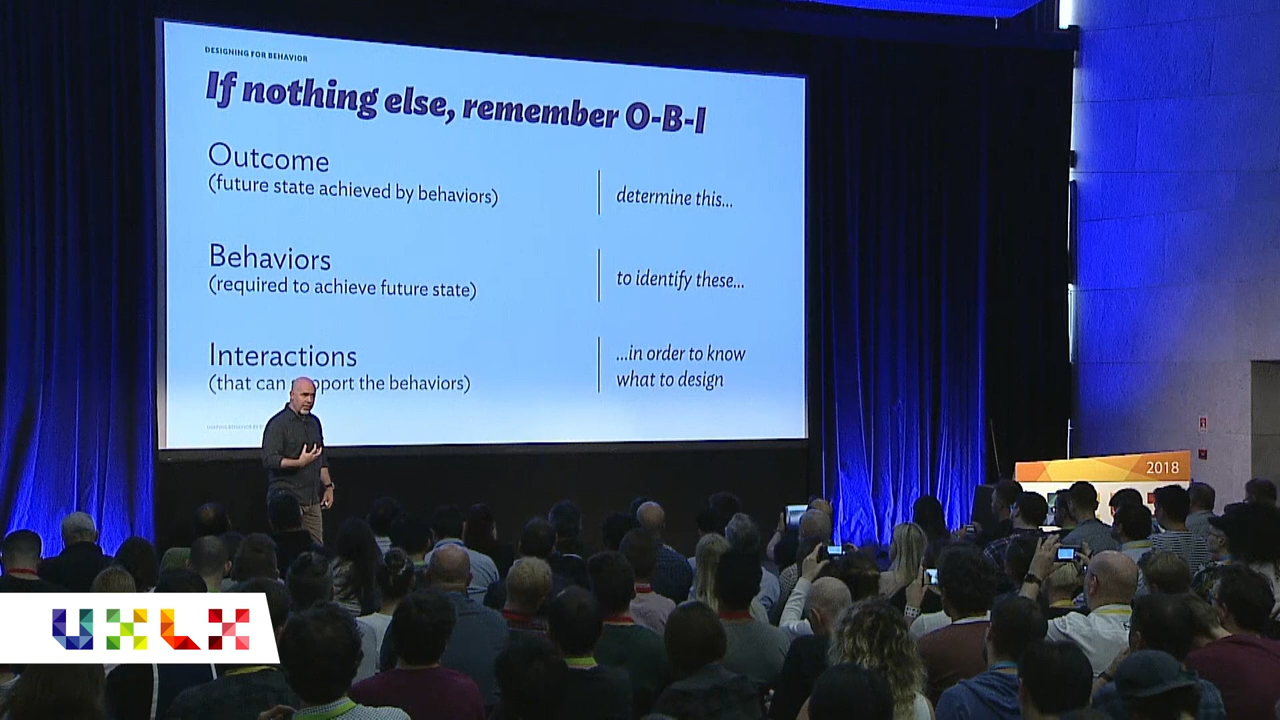 DESIGNING FOR BEHAVIOR
If nothing else, remember O-B-I
Outcome
(future state achieved by behaviors)
determine this...
Behaviors
(required to achieve future state)
to identify these...
Interactions
(that can support the behaviors)
...in order to know
what to design
2018
UXLX